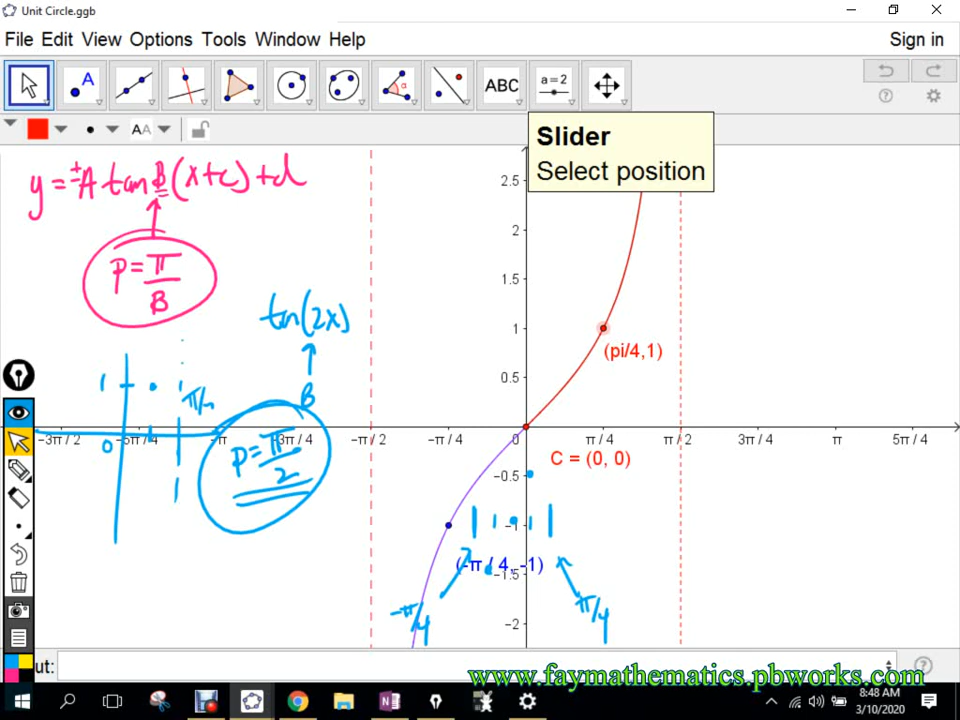 Unit Circle.ggb
File Edit View Options Tools Window Help
Sign in
A
α
ABC
a=2
AA
Slider
Select position
y = ±A tan B (x+c) + d
P = π/B
tan(2x)
B
P = π/2
1
π/4
0
2.5
2
1.5
1
(pi/4,1)
0.5
−3π / 2
−5π / 4
−π
−3π / 4
−π / 2
−π / 4
0
π / 4
π / 2
3π / 4
π
5π / 4
C = (0, 0)
−0.5
−1
(-π / 4, -1)
−1.5
−π/4
π/4
−2
ut:
www.faymathematics.pbworks.com
8:48 AM
3/10/2020